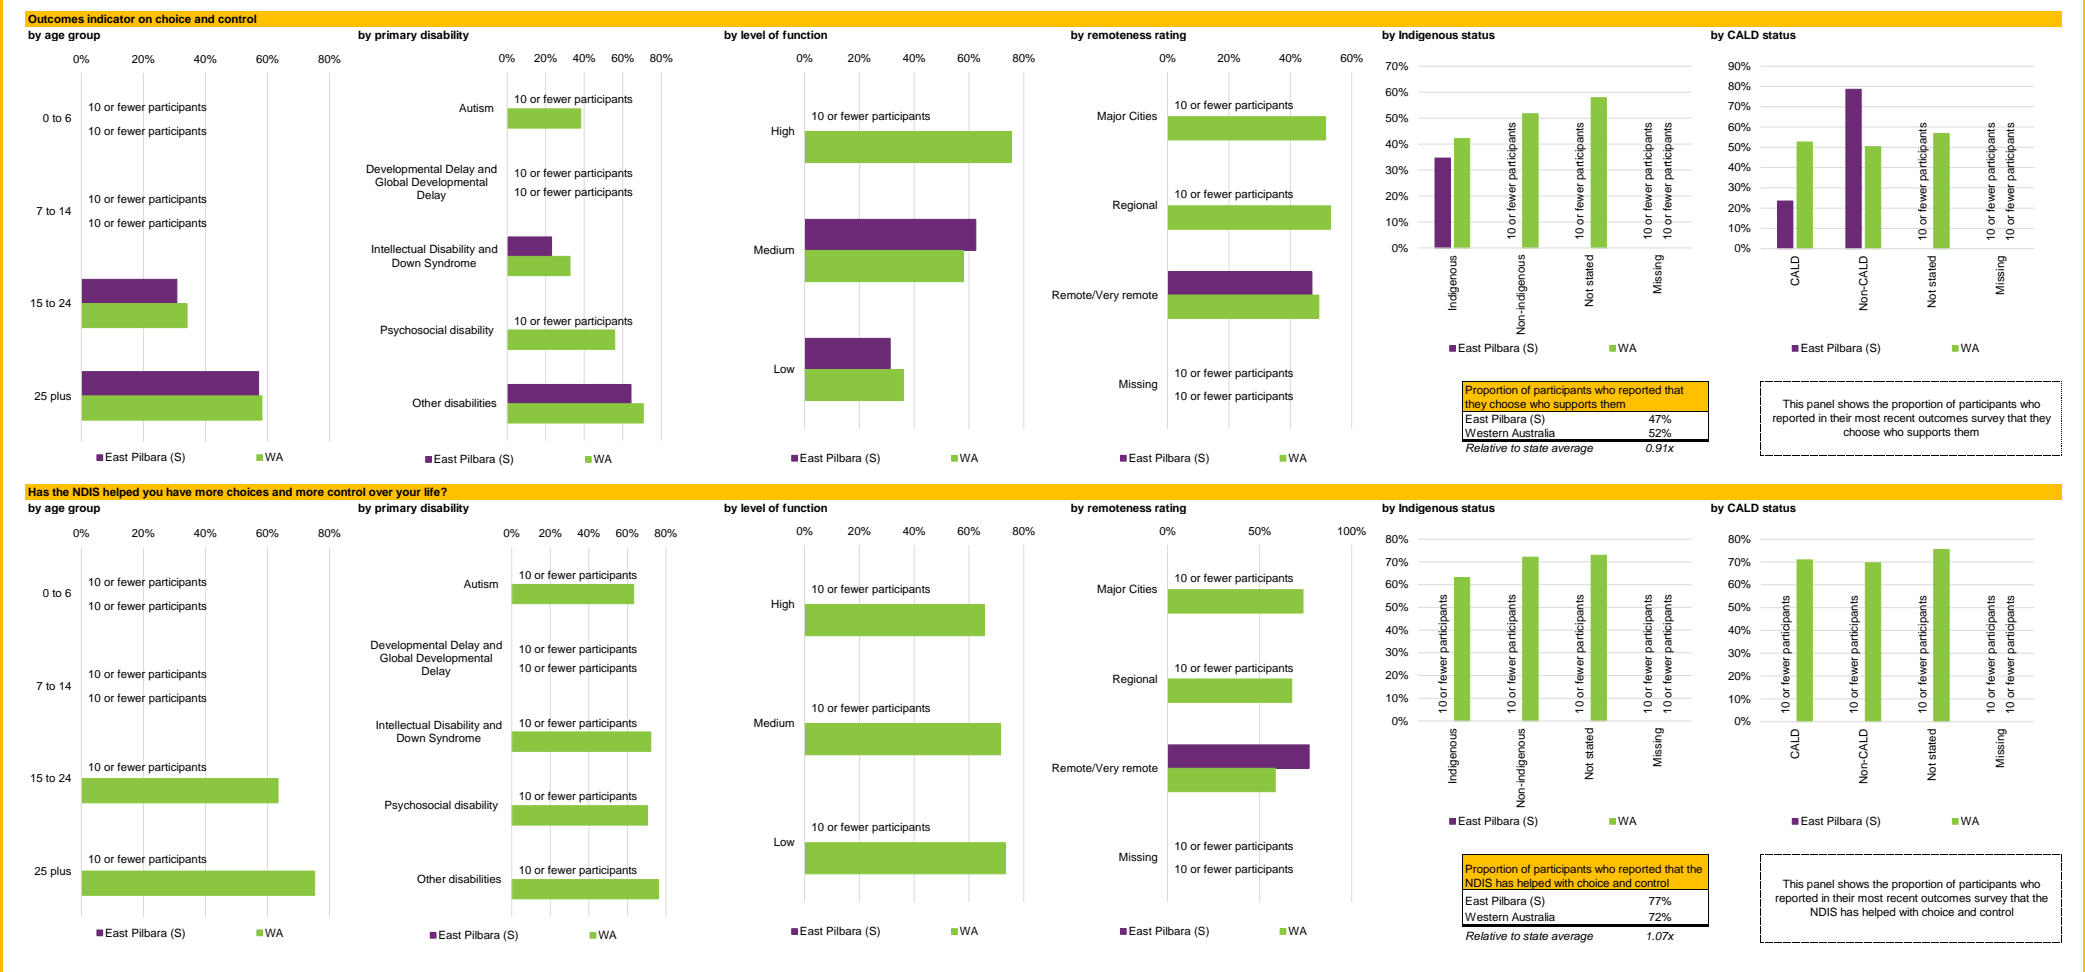 Outcomes indicator on choice and control
by age group
0% 20% 40% 60% 80%
0 to 6
10 or fewer participants
10 or fewer participants
7 to 14
10 or fewer participants
10 or fewer participants
15 to 24
25 plus
East Pilbara (S) WA
by primary disability
0% 20% 40% 60% 80%
Autism
10 or fewer participants
Developmental Delay and
Global Developmental
Delay
10 or fewer participants
10 or fewer participants
Intellectual Disability and
Down Syndrome
Psychosocial disability
10 or fewer participants
Other disabilities
East Pilbara (S) WA
by level of function
0% 20% 40% 60% 80%
High
10 or fewer participants
Medium
Low
East Pilbara (S) WA
by remoteness rating
0% 20% 40% 60%
Major Cities
10 or fewer participants
Regional
10 or fewer participants
Remote/Very remote
Missing
10 or fewer participants
10 or fewer participants
East Pilbara (S) WA
by Indigenous status
70%
60%
50%
40%
30%
20%
10%
0%
10 or fewer participants
10 or fewer participants
10 or fewer participants
10 or fewer participants
Indigenous
Non-indigenous
Not stated
Missing
East Pilbara (S) WA
Proportion of participants who reported that
they choose who supports them
East Pilbara (S) 47%
Western Australia 52%
Relative to state average 0.91x
by CALD status
90%
80%
70%
60%
50%
40%
30%
20%
10%
0%
10 or fewer participants
10 or fewer participants
10 or fewer participants
CALD
Non-CALD
Not stated
Missing
East Pilbara (S) WA
This panel shows the proportion of participants who
reported in their most recent outcomes survey that they
choose who supports them
Has the NDIS helped you have more choices and more control over your life?
by age group
0% 20% 40% 60% 80%
0 to 6
10 or fewer participants
10 or fewer participants
7 to 14
10 or fewer participants
10 or fewer participants
15 to 24
10 or fewer participants
25 plus
10 or fewer participants
East Pilbara (S) WA
by primary disability
0% 20% 40% 60% 80%
Autism
10 or fewer participants
Developmental Delay and
Global Developmental
Delay
10 or fewer participants
10 or fewer participants
Intellectual Disability and
Down Syndrome
10 or fewer participants
Psychosocial disability
10 or fewer participants
Other disabilities
10 or fewer participants
East Pilbara (S) WA
by level of function
0% 20% 40% 60% 80%
High
10 or fewer participants
Medium
10 or fewer participants
Low
10 or fewer participants
East Pilbara (S) WA
by remoteness rating
0% 50% 100%
Major Cities
10 or fewer participants
Regional
10 or fewer participants
Remote/Very remote
Missing
10 or fewer participants
10 or fewer participants
East Pilbara (S) WA
by Indigenous status
80%
70%
60%
50%
40%
30%
20%
10%
0%
10 or fewer participants
10 or fewer participants
10 or fewer participants
10 or fewer participants
10 or fewer participants
Indigenous
Non-indigenous
Not stated
Missing
East Pilbara (S) WA
Proportion of participants who reported that the
NDIS has helped with choice and control
East Pilbara (S) 77%
Western Australia 72%
Relative to state average 1.07x
by CALD status
80%
70%
60%
50%
40%
30%
20%
10%
0%
10 or fewer participants
10 or fewer participants
10 or fewer participants
10 or fewer participants
10 or fewer participants
CALD
Non-CALD
Not stated
Missing
East Pilbara (S) WA
This panel shows the proportion of participants who
reported in their most recent outcomes survey that the
NDIS has helped with choice and control